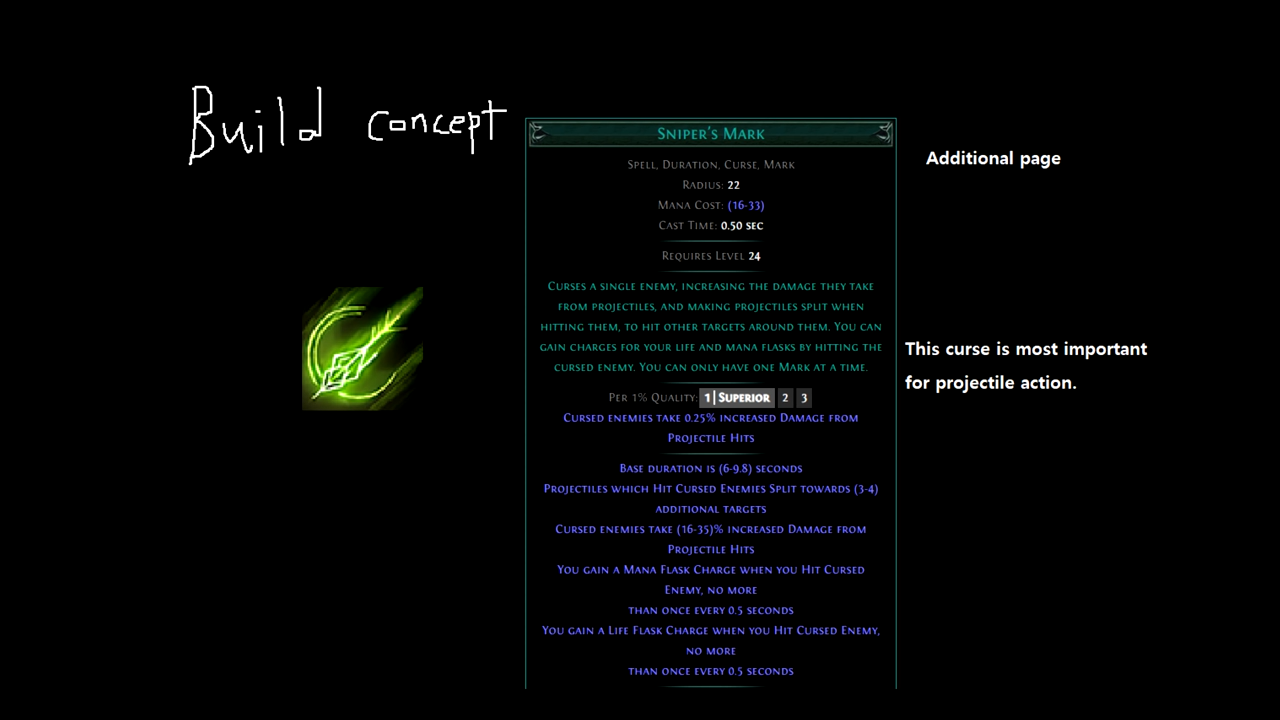 Build concept
SNIPER'S MARK
Additional page
SPELL, DURATION, CURSE, MARK
RADIUS: 22
MANA COST: (16-33)
CAST TIME: 0.50 SEC
REQUIRES LEVEL 24
CURSES A SINGLE ENEMY, INCREASING THE DAMAGE THEY TAKE
FROM PROJECTILES, AND MAKING PROJECTILES SPLIT WHEN
HITTING THEM, TO HIT OTHER TARGETS AROUND THEM. YOU CAN
GAIN CHARGES FOR YOUR LIFE AND MANA FLASKS BY HITTING THE
CURSED ENEMY. YOU CAN ONLY HAVE ONE MARK AT A TIME.
This curse is most important
for projectile action.
PER 1% QUALITY: 1 | SUPERIOR 2 3
CURSED ENEMIES TAKE 0.25% INCREASED DAMAGE FROM
PROJECTILE HITS
BASE DURATION IS (6-9.8) SECONDS
PROJECTILES WHICH HIT CURSED ENEMIES SPLIT TOWARDS (3-4)
ADDITIONAL TARGETS
CURSED ENEMIES TAKE (16-35)% INCREASED DAMAGE FROM
PROJECTILE HITS
YOU GAIN A MANA FLASK CHARGE WHEN YOU HIT CURSED
ENEMY, NO MORE
THAN ONCE EVERY 0.5 SECONDS
YOU GAIN A LIFE FLASK CHARGE WHEN YOU HIT CURSED ENEMY,
NO MORE
THAN ONCE EVERY 0.5 SECONDS